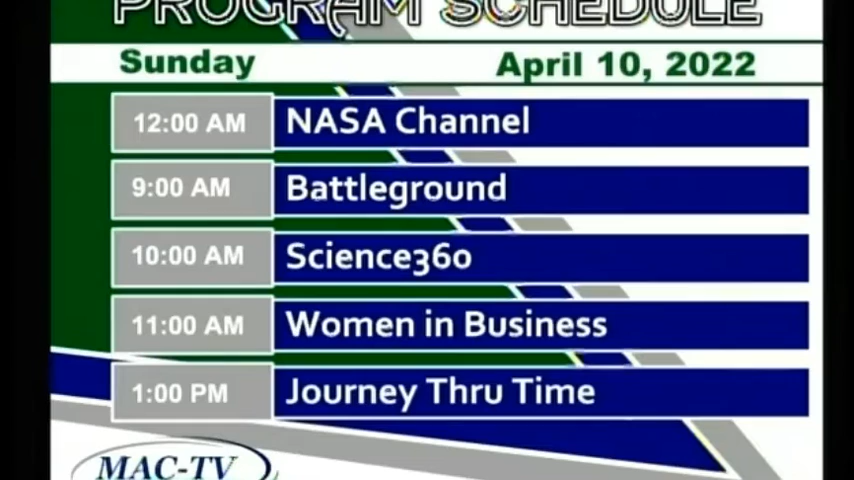 PROGRAM SCHEDULE
Sunday April 10, 2022
12:00 AM NASA Channel
9:00 AM Battleground
10:00 AM Science360
11:00 AM Women in Business
1:00 PM Journey Thru Time
MAC-TV